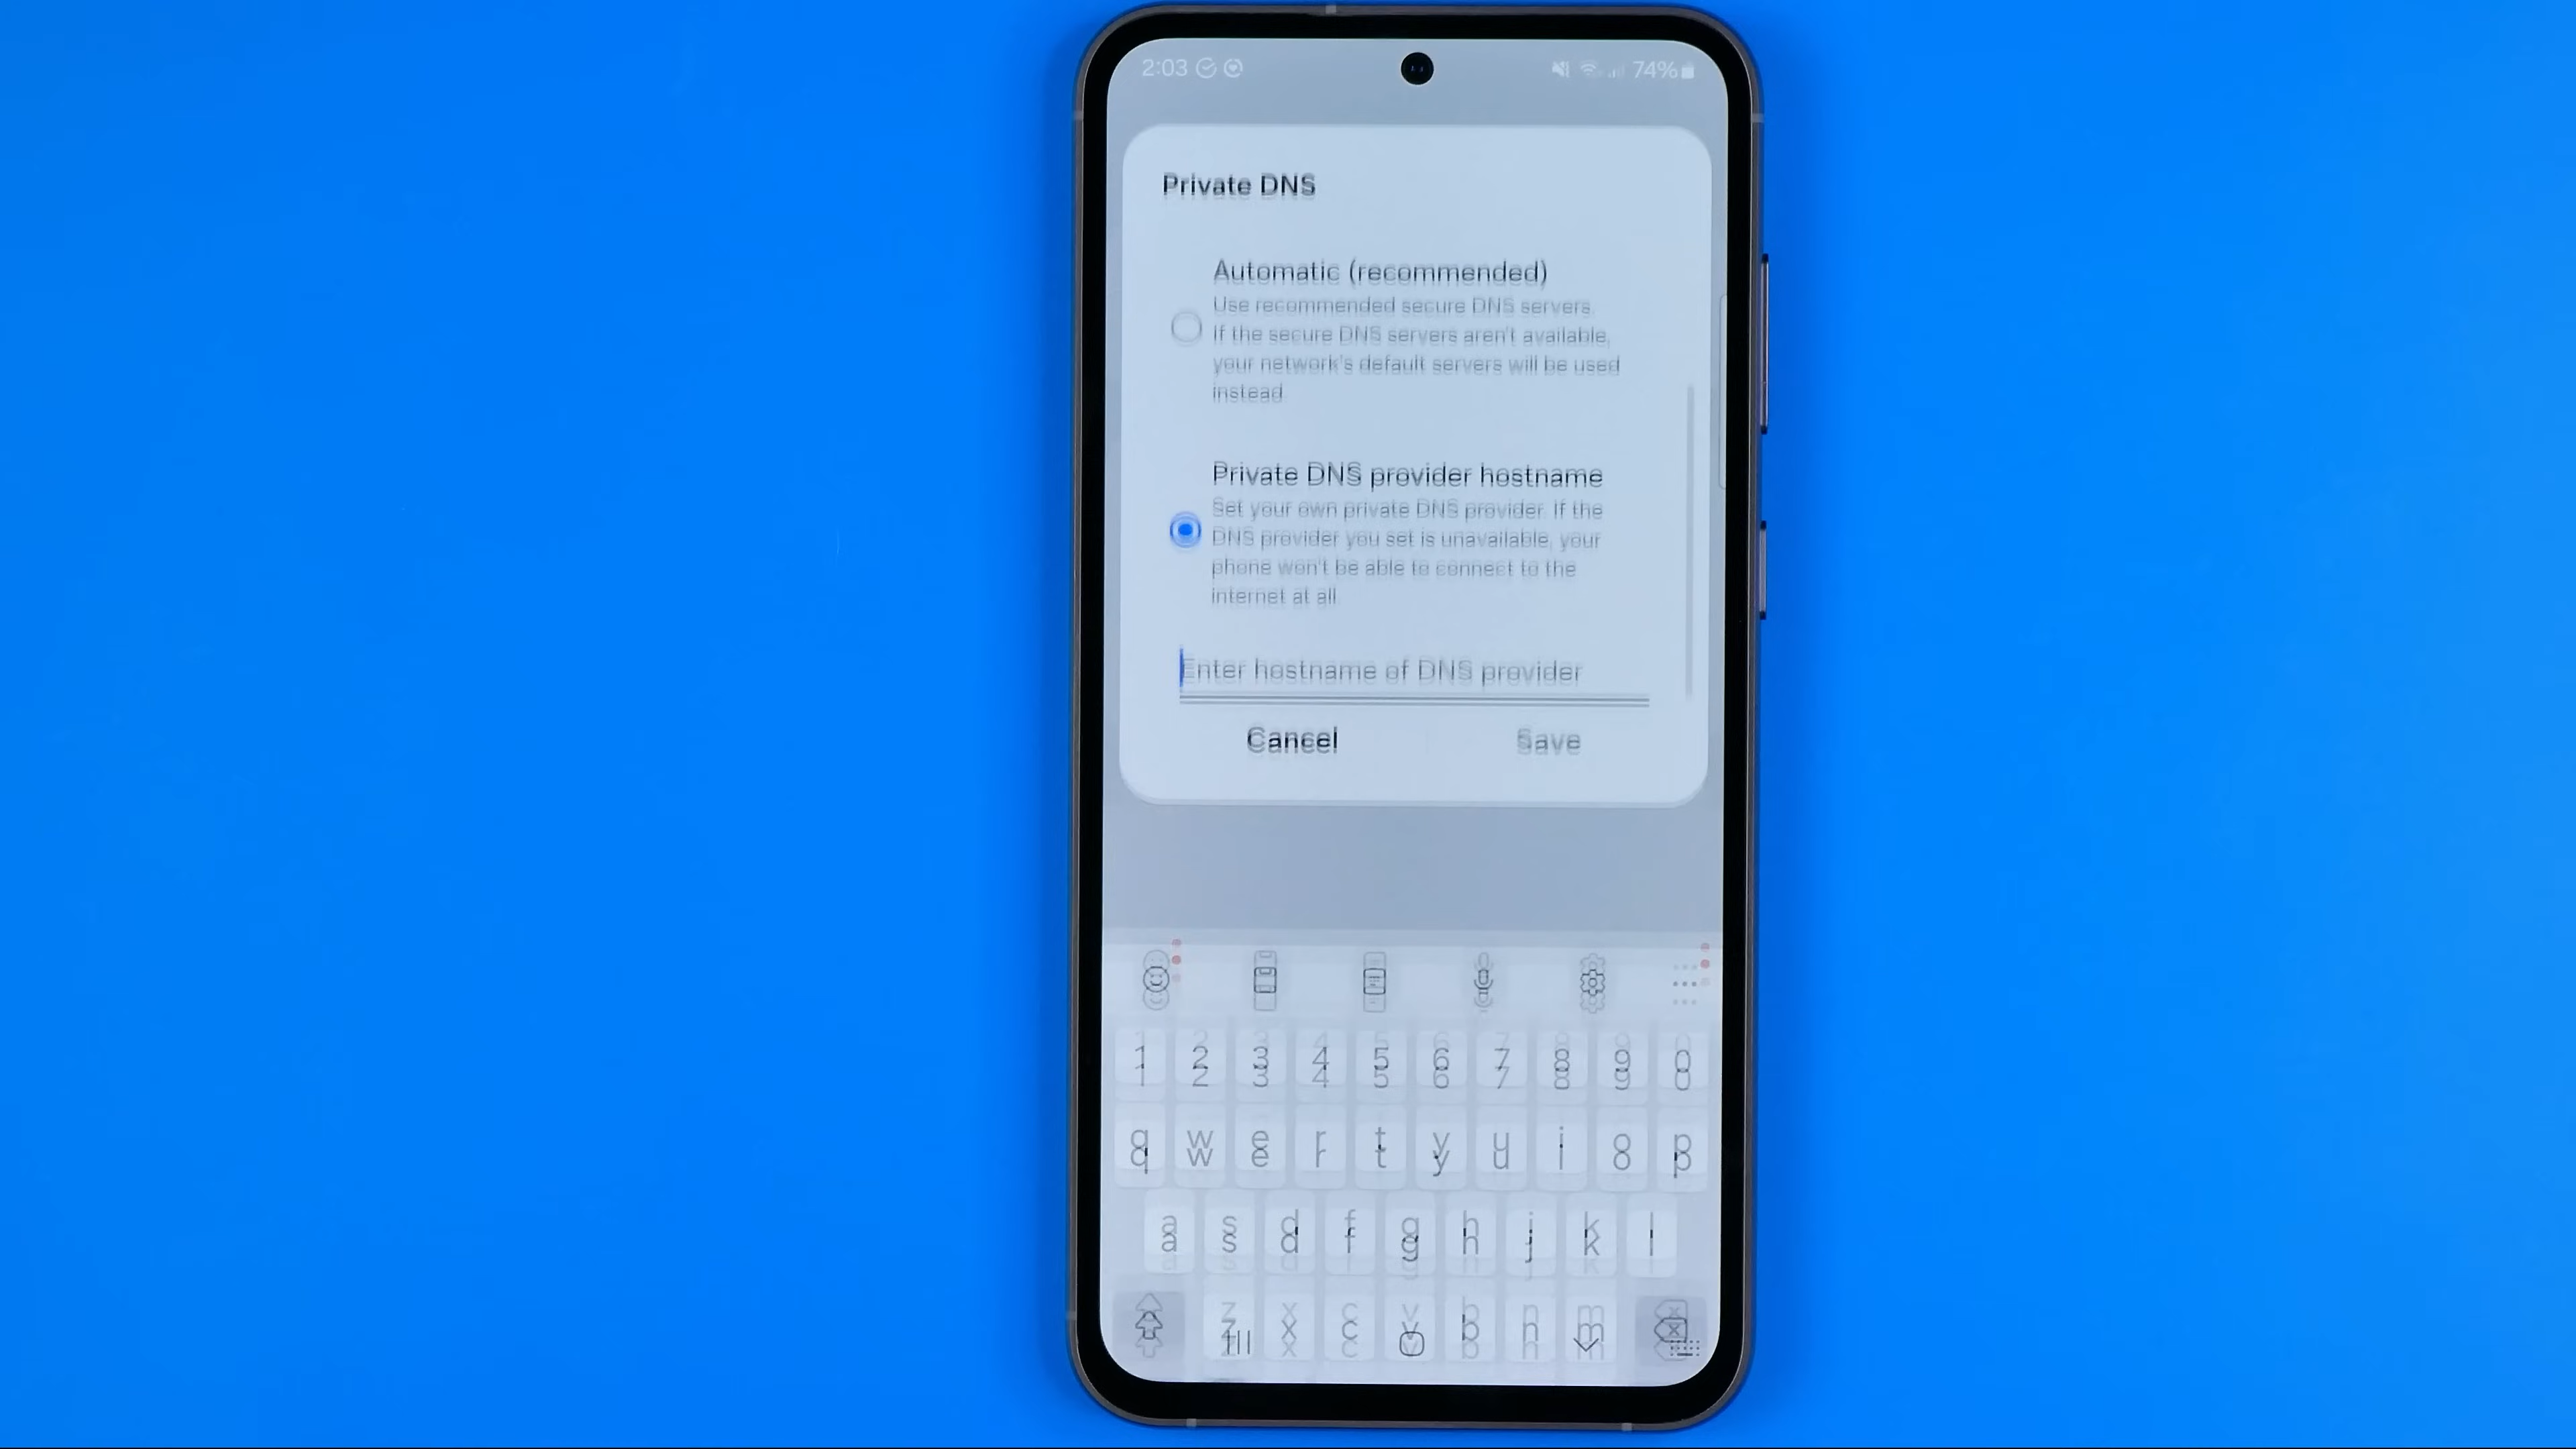 2:03 74%
Private DNS
Automatic (recommended)
Use recommended secure DNS servers.
If the secure DNS servers aren't available,
your network's default servers will be used
instead.
Private DNS provider hostname
Set your own private DNS provider. If the
DNS provider you set is unavailable, your
phone won't be able to connect to the
internet at all.
Enter hostname of DNS provider
Cancel Save
1 2 3 4 5 6 7 8 9 0
q w e r t y u i o p
a s d f g h j k l
z x c v b n m